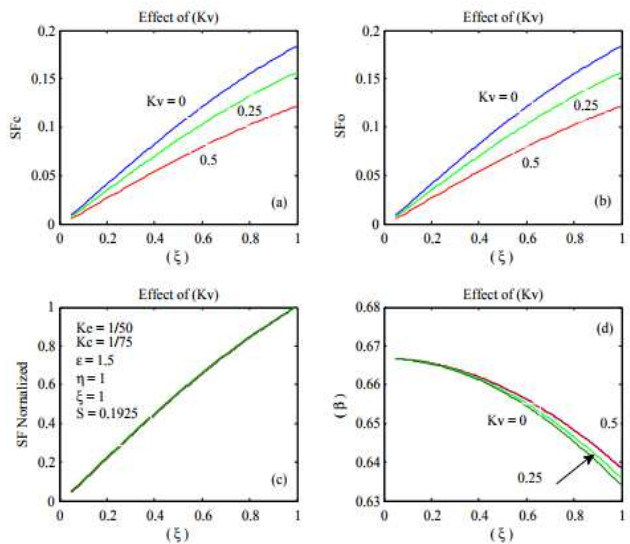 Effect of (Kv)
0.2
0.15
0.1
0.05
0
SFc
Kv = 0
0.25
0.5
(a)
0
0.2
0.4
0.6
0.8
1
(ξ)
Effect of (Kv)
0.2
0.15
0.1
0.05
0
SFo
Kv = 0
0.25
0.5
(b)
0
0.2
0.4
0.6
0.8
1
(ξ)
Effect of (Kv)
1
0.8
0.6
0.4
0.2
0
SF Normalized
Ke = 1/50
Kc = 1/75
ε = 1.5
η = 1
ξ = 1
S = 0.1925
(c)
0
0.2
0.4
0.6
0.8
1
(ξ)
Effect of (Kv)
0.68
0.67
0.66
0.65
0.64
0.63
(β)
(d)
Kv = 0
0.5
0.25
0
0.2
0.4
0.6
0.8
1
(ξ)